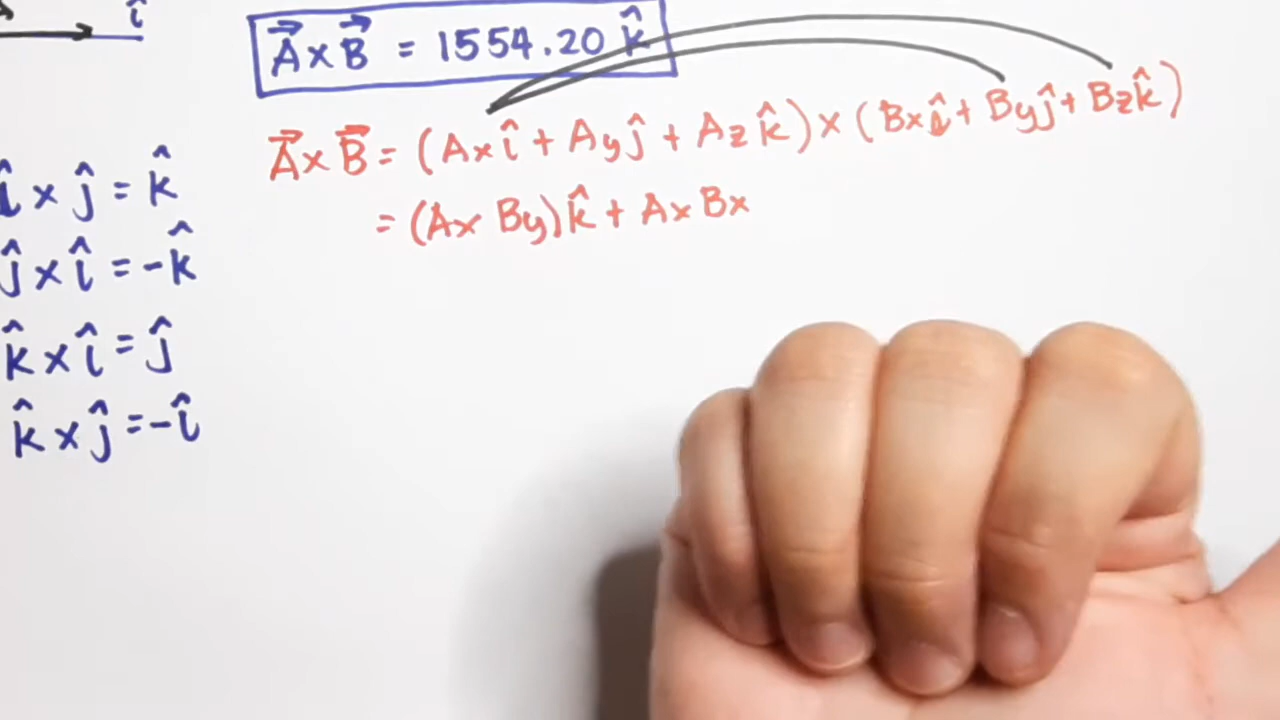 î
A⃗ x B⃗ = 1554.20 k̂
A⃗ x B⃗ = (Ax î + Ay ĵ + Az k̂) x (Bx î + By ĵ + Bz k̂)
= (Ax By) k̂ + Ax Bx
î x ĵ = k̂
ĵ x î = -k̂
k̂ x î = ĵ
k̂ x ĵ = -î